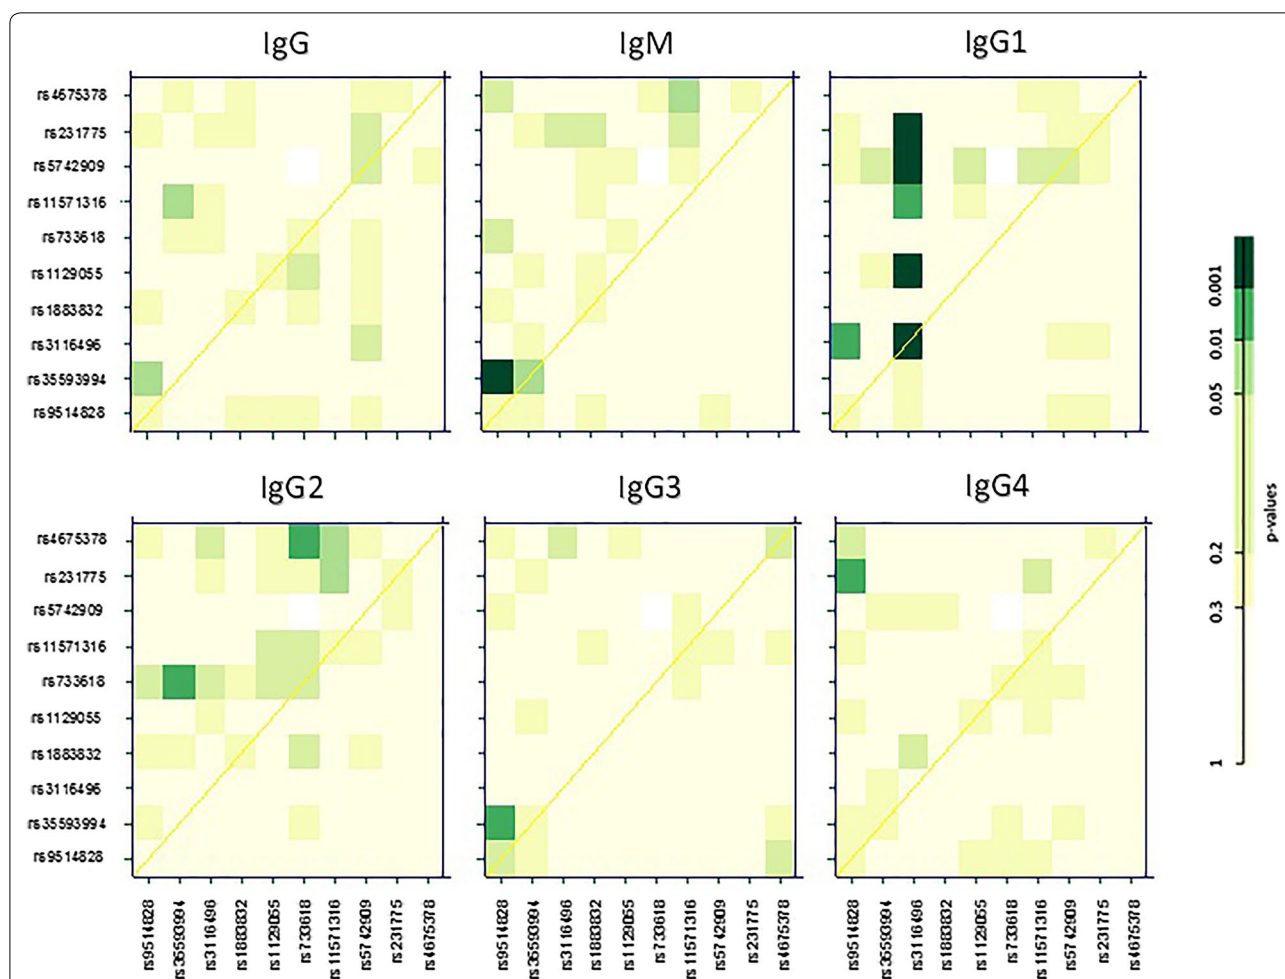 IgG IgM IgG1
rs4675378
rs231775
rs5742909
rs11571316
rs733618
rs1129055
rs1883832
rs3116496
rs35593994
rs9514828
0.001
0.01
0.05
0.2
0.3
1
p-values
IgG2 IgG3 IgG4
rs4675378
rs231775
rs5742909
rs11571316
rs733618
rs1129055
rs1883832
rs3116496
rs35593994
rs9514828
rs9514828 rs35593994 rs3116496 rs1883832 rs1129055 rs733618 rs11571316 rs5742909 rs231775 rs4675378
rs9514828 rs35593994 rs3116496 rs1883832 rs1129055 rs733618 rs11571316 rs5742909 rs231775 rs4675378
rs9514828 rs35593994 rs3116496 rs1883832 rs1129055 rs733618 rs11571316 rs5742909 rs231775 rs4675378